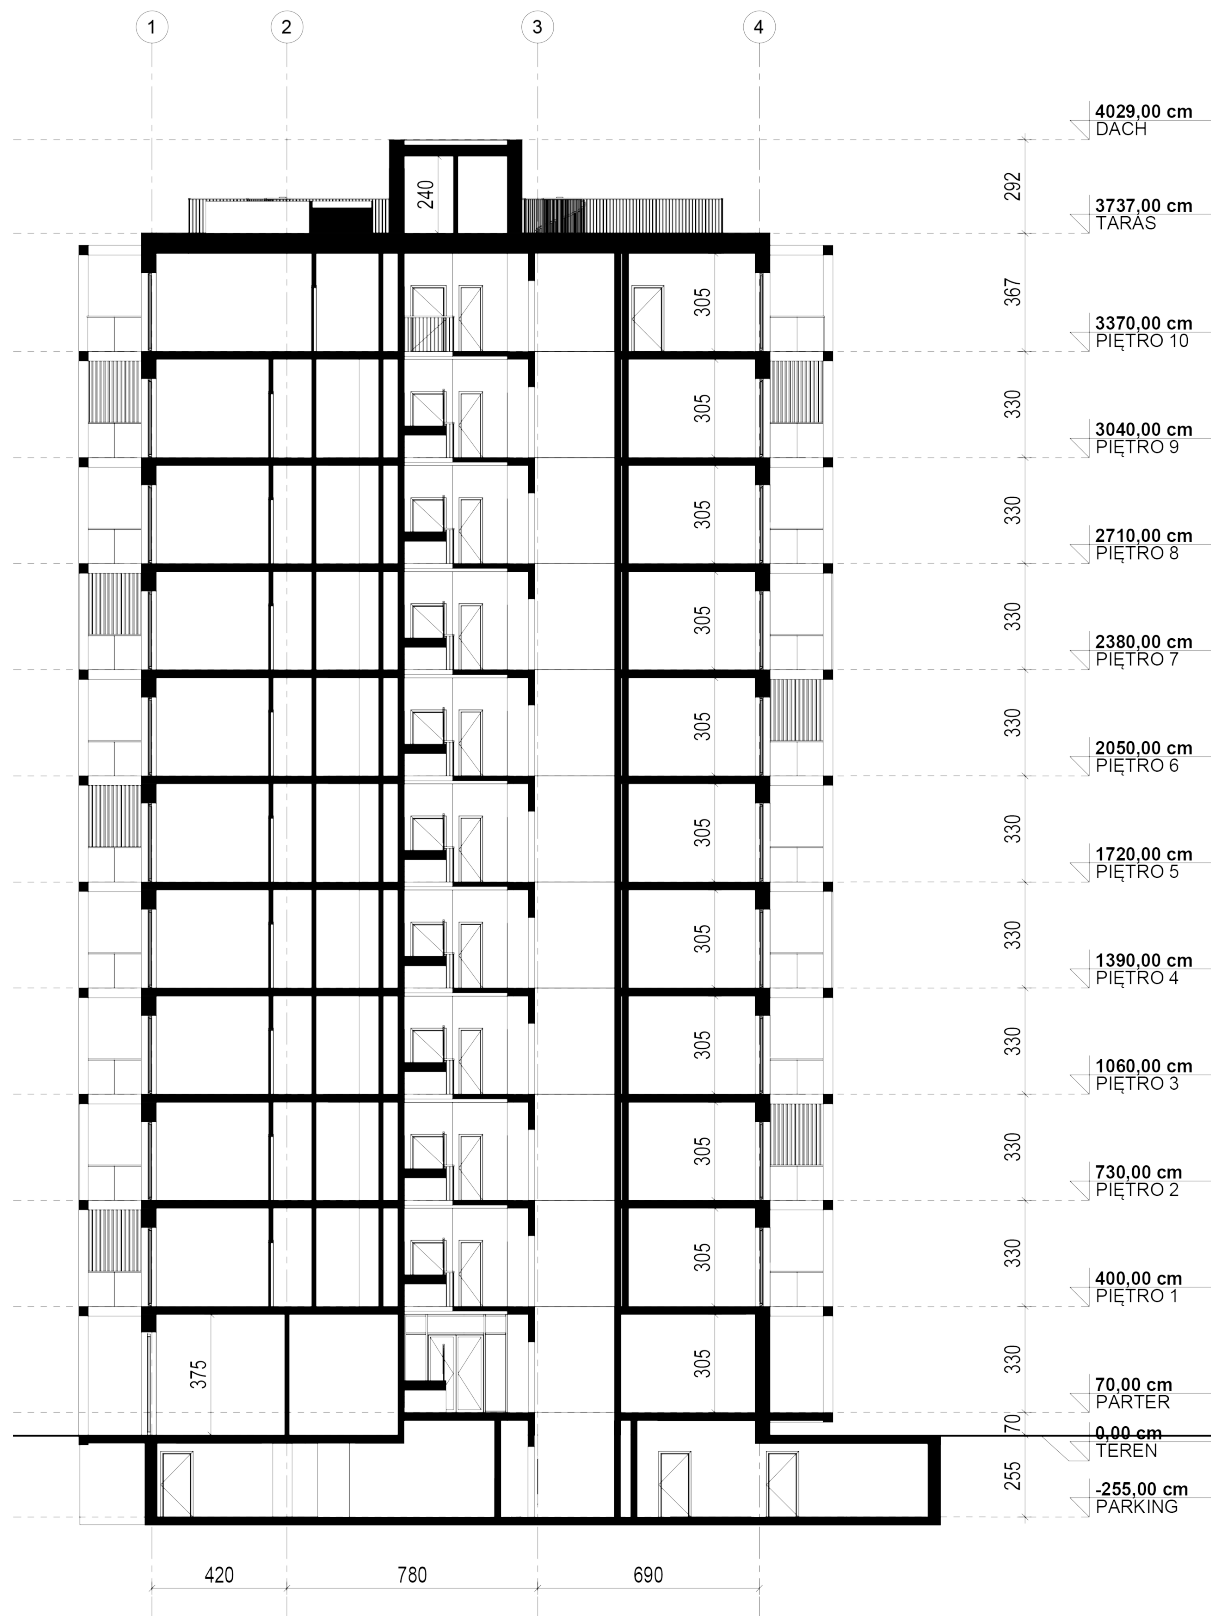 1 2 3 4
4029,00 cm
DACH
292
240
3737,00 cm
TARAS
367
305
3370,00 cm
PIĘTRO 10
330
305
3040,00 cm
PIĘTRO 9
330
305
2710,00 cm
PIĘTRO 8
330
305
2380,00 cm
PIĘTRO 7
330
305
2050,00 cm
PIĘTRO 6
330
305
1720,00 cm
PIĘTRO 5
330
305
1390,00 cm
PIĘTRO 4
330
305
1060,00 cm
PIĘTRO 3
330
305
730,00 cm
PIĘTRO 2
330
305
400,00 cm
PIĘTRO 1
375
305
330
70,00 cm
PARTER
70
0,00 cm
TEREN
255
-255,00 cm
PARKING
420 780 690